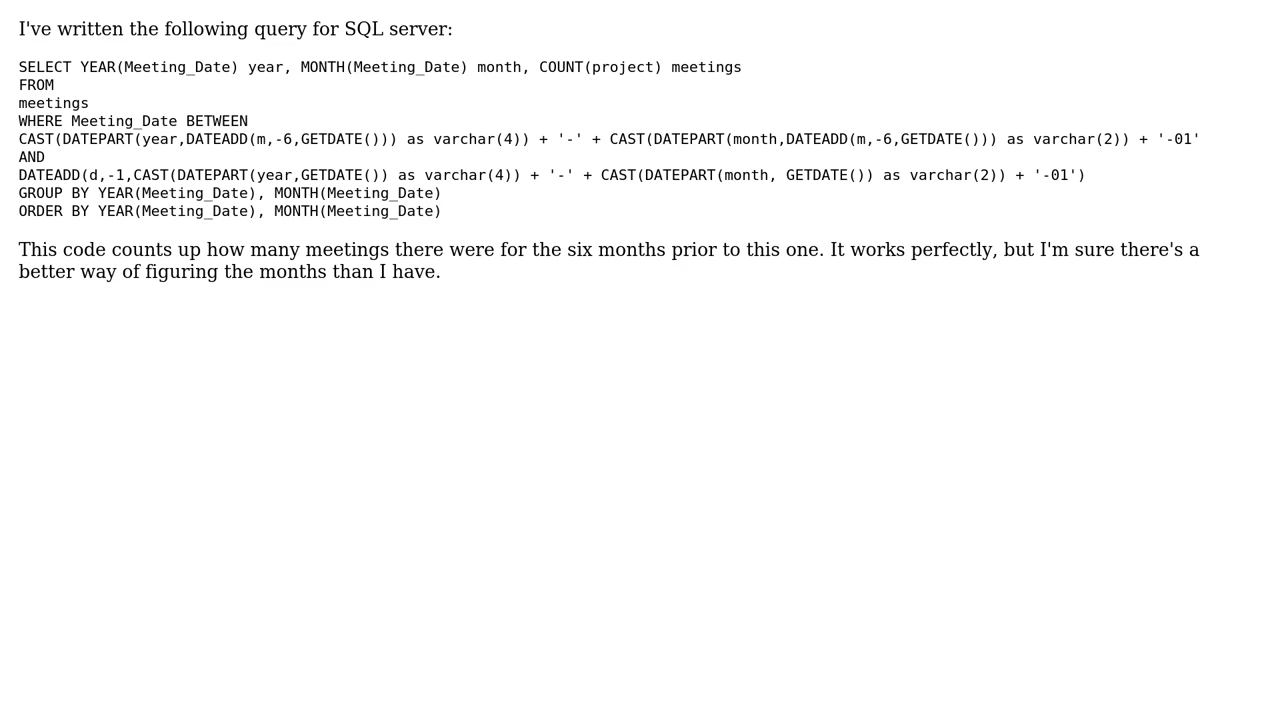 I've written the following query for SQL server:
SELECT YEAR(Meeting_Date) year, MONTH(Meeting_Date) month, COUNT(project) meetings
FROM
meetings
WHERE Meeting_Date BETWEEN
CAST(DATEPART(year,DATEADD(m,-6,GETDATE())) as varchar(4)) + '-' + CAST(DATEPART(month,DATEADD(m,-6,GETDATE())) as varchar(2)) + '-01'
AND
DATEADD(d,-1,CAST(DATEPART(year,GETDATE()) as varchar(4)) + '-' + CAST(DATEPART(month, GETDATE()) as varchar(2)) + '-01')
GROUP BY YEAR(Meeting_Date), MONTH(Meeting_Date)
ORDER BY YEAR(Meeting_Date), MONTH(Meeting_Date)
This code counts up how many meetings there were for the six months prior to this one. It works perfectly, but I'm sure there's a
better way of figuring the months than I have.